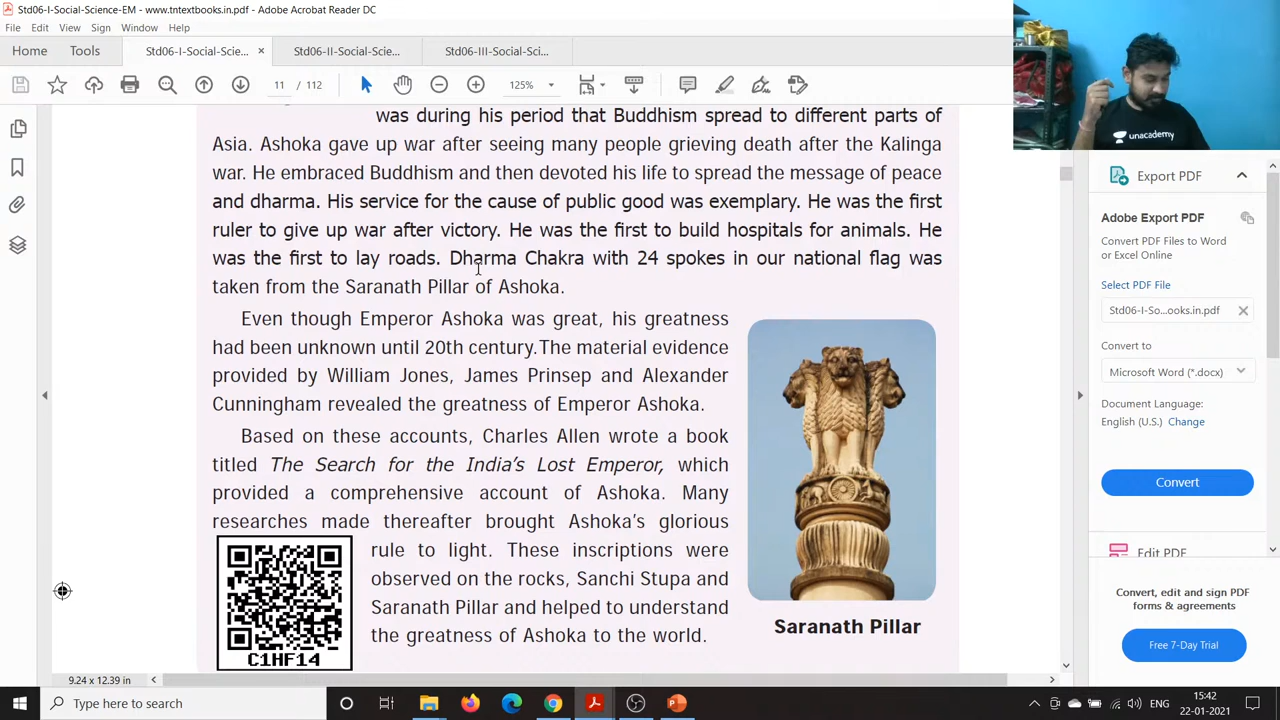 Std06-I-Social-Science-EM - www.tntextbooks.in.pdf - Adobe Acrobat Reader DC
File Edit View Sign Window Help
Home Tools Std06-I-Social-Scie... × Std06-II-Social-Scie... Std06-III-Social-Sci...
11 / 112 125%
was during his period that Buddhism spread to different parts of
Asia. Ashoka gave up war after seeing many people grieving death after the Kalinga
war. He embraced Buddhism and then devoted his life to spread the message of peace
and dharma. His service for the cause of public good was exemplary. He was the first
ruler to give up war after victory. He was the first to build hospitals for animals. He
was the first to lay roads. Dharma Chakra with 24 spokes in our national flag was
taken from the Saranath Pillar of Ashoka.
Even though Emperor Ashoka was great, his greatness
had been unknown until 20th century.The material evidence
provided by William Jones, James Prinsep and Alexander
Cunningham revealed the greatness of Emperor Ashoka.
Based on these accounts, Charles Allen wrote a book
titled The Search for the India's Lost Emperor, which
provided a comprehensive account of Ashoka. Many
researches made thereafter brought Ashoka's glorious
rule to light. These inscriptions were
observed on the rocks, Sanchi Stupa and
Saranath Pillar and helped to understand
the greatness of Ashoka to the world.
C1HF14
Saranath Pillar
unacademy
Export PDF
Adobe Export PDF
Convert PDF Files to Word
or Excel Online
Select PDF File
Std06-I-So...ooks.in.pdf
Convert to
Microsoft Word (*.docx)
Document Language:
English (U.S.) Change
Convert
Edit PDF
Convert, edit and sign PDF
forms & agreements
Free 7-Day Trial
9.24 x 12.39 in
Type here to search
ENG
15:42
22-01-2021